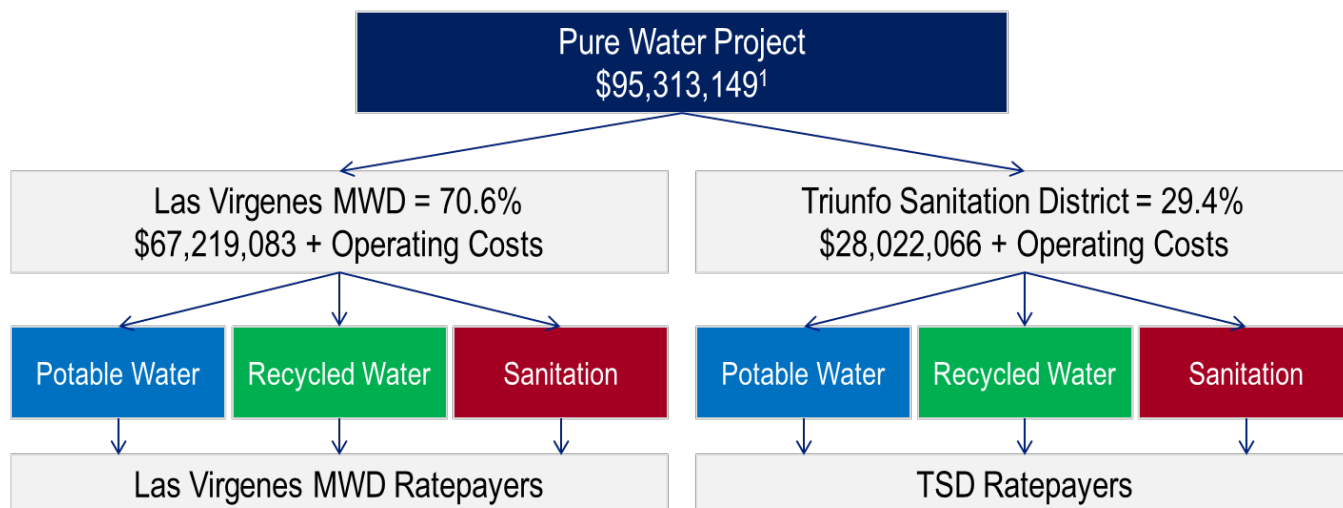 Pure Water Project
$95,313,149¹
Las Virgenes MWD = 70.6%
$67,219,083 + Operating Costs
Triunfo Sanitation District = 29.4%
$28,022,066 + Operating Costs
Potable Water
Recycled Water
Sanitation
Potable Water
Recycled Water
Sanitation
Las Virgenes MWD Ratepayers
TSD Ratepayers